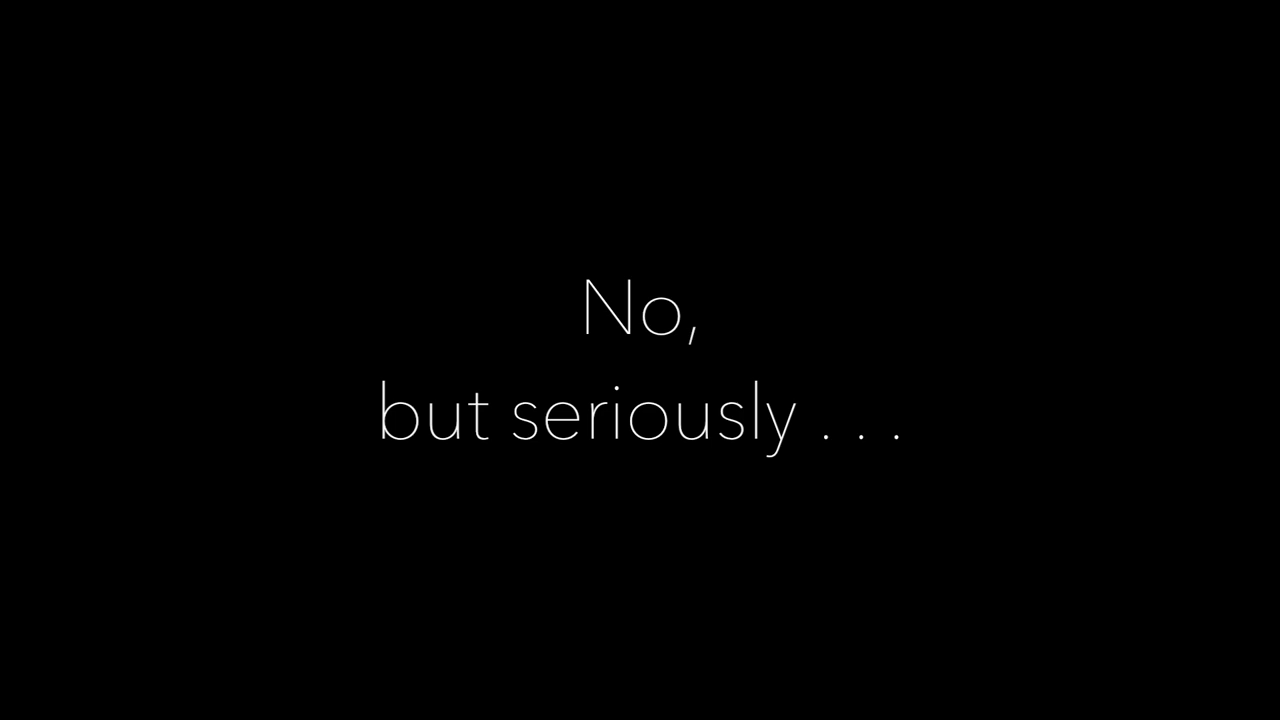 No,
but seriously . . .